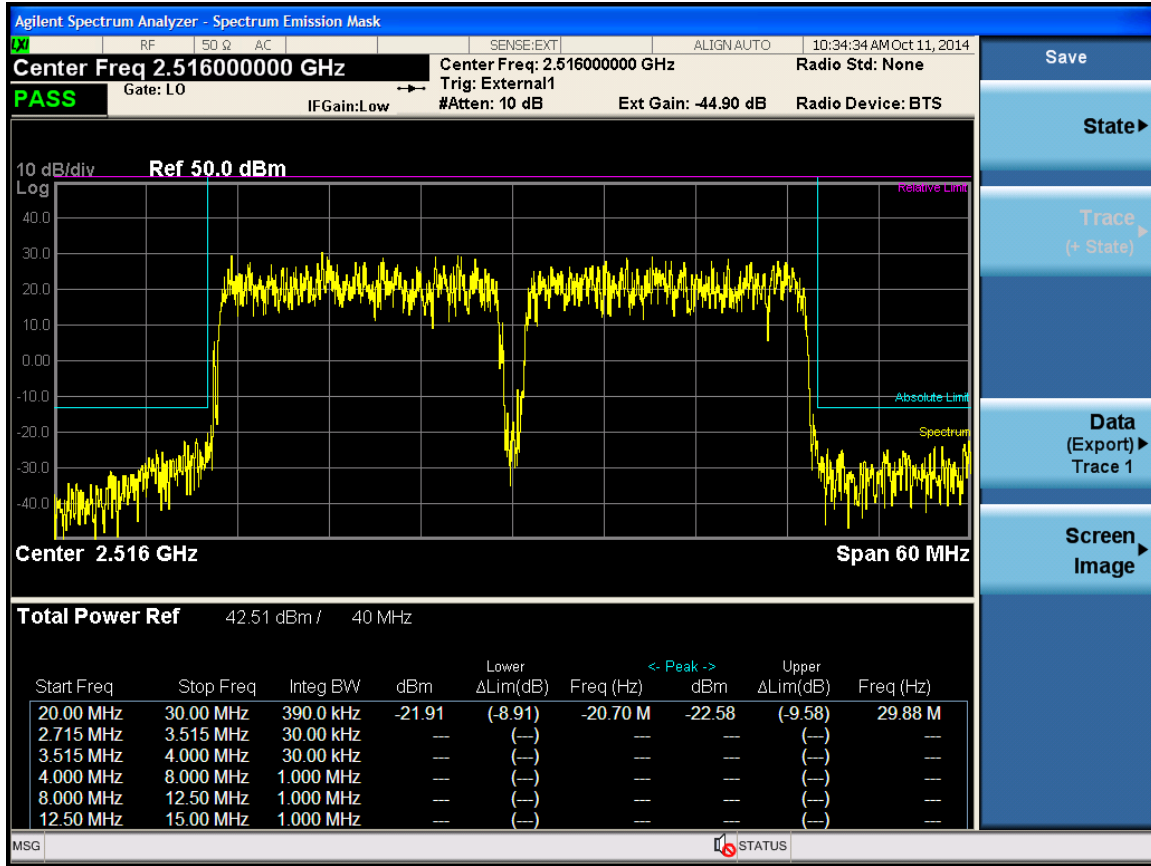 Agilent Spectrum Analyzer - Spectrum Emission Mask
LXI RF 50 Ω AC SENSE:EXT ALIGN AUTO 10:34:34 AM Oct 11, 2014
Center Freq 2.516000000 GHz
Center Freq: 2.516000000 GHz
Radio Std: None
PASS
Gate: LO
Trig: External1
IFGain:Low
#Atten: 10 dB
Ext Gain: -44.90 dB
Radio Device: BTS
10 dB/div Ref 50.0 dBm
Log
Relative Limit
40.0
30.0
20.0
10.0
0.00
-10.0
Absolute Limit
-20.0
Spectrum
-30.0
-40.0
Center 2.516 GHz
Span 60 MHz
Total Power Ref 42.51 dBm / 40 MHz
Lower <- Peak -> Upper
Start Freq Stop Freq Integ BW dBm ΔLim(dB) Freq (Hz) dBm ΔLim(dB) Freq (Hz)
20.00 MHz 30.00 MHz 390.0 kHz -21.91 (-8.91) -20.70 M -22.58 (-9.58) 29.88 M
2.715 MHz 3.515 MHz 30.00 kHz --- (---) --- --- (---) ---
3.515 MHz 4.000 MHz 30.00 kHz --- (---) --- --- (---) ---
4.000 MHz 8.000 MHz 1.000 MHz --- (---) --- --- (---) ---
8.000 MHz 12.50 MHz 1.000 MHz --- (---) --- --- (---) ---
12.50 MHz 15.00 MHz 1.000 MHz --- (---) --- --- (---) ---
MSG STATUS
Save
State
Trace
(+ State)
Data
(Export)
Trace 1
Screen
Image